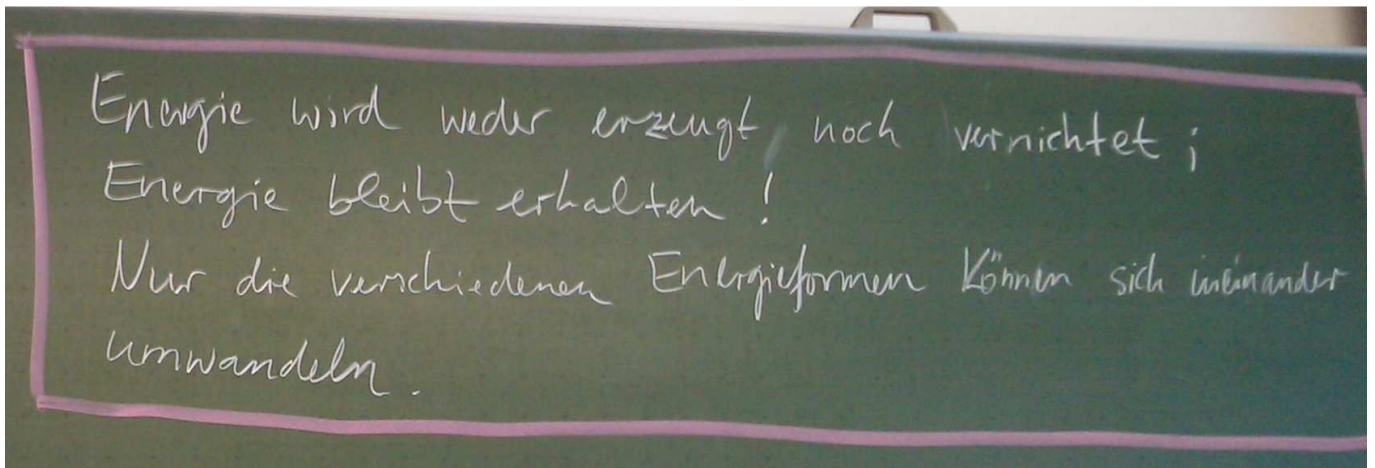 Energie wird weder erzeugt, noch vernichtet;
Energie bleibt erhalten!
Nur die verschiedenen Energieformen können sich ineinander
umwandeln.